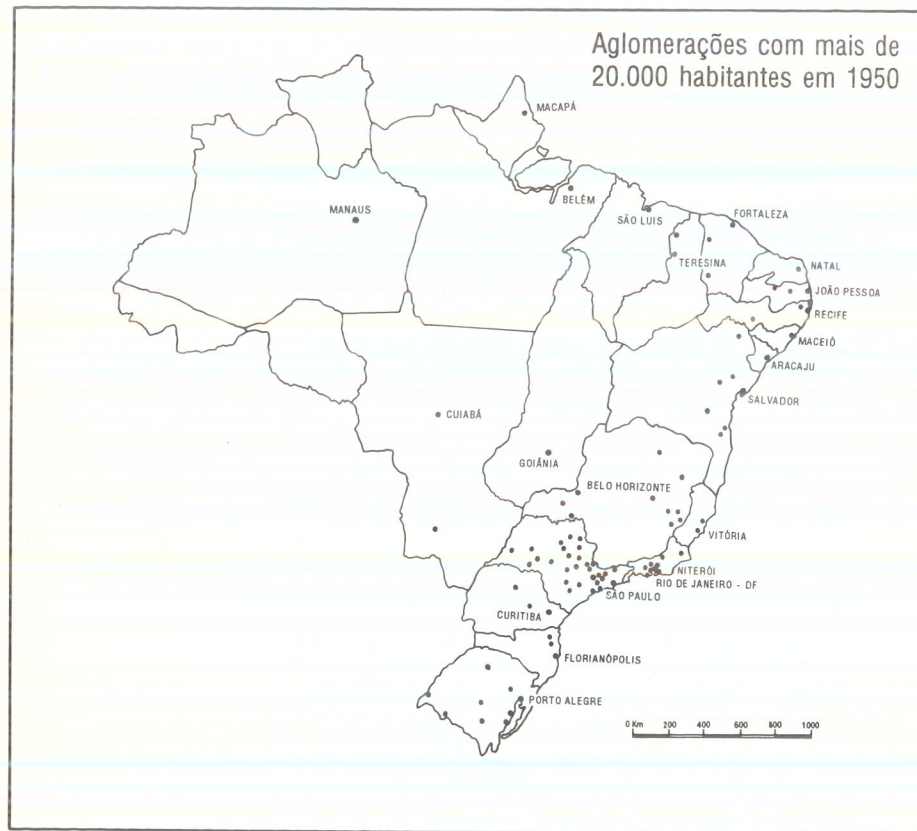 Aglomerações com mais de
20.000 habitantes em 1950
MACAPÁ
BELÉM
MANAUS
SÃO LUIS
FORTALEZA
TERESINA
NATAL
JOÃO PESSOA
RECIFE
MACEIÓ
ARACAJU
SALVADOR
CUIABÁ
GOIÂNIA
BELO HORIZONTE
VITÓRIA
NITERÓI
RIO DE JANEIRO - DF
SÃO PAULO
CURITIBA
FLORIANÓPOLIS
PORTO ALEGRE
0 Km 200 400 600 800 1000